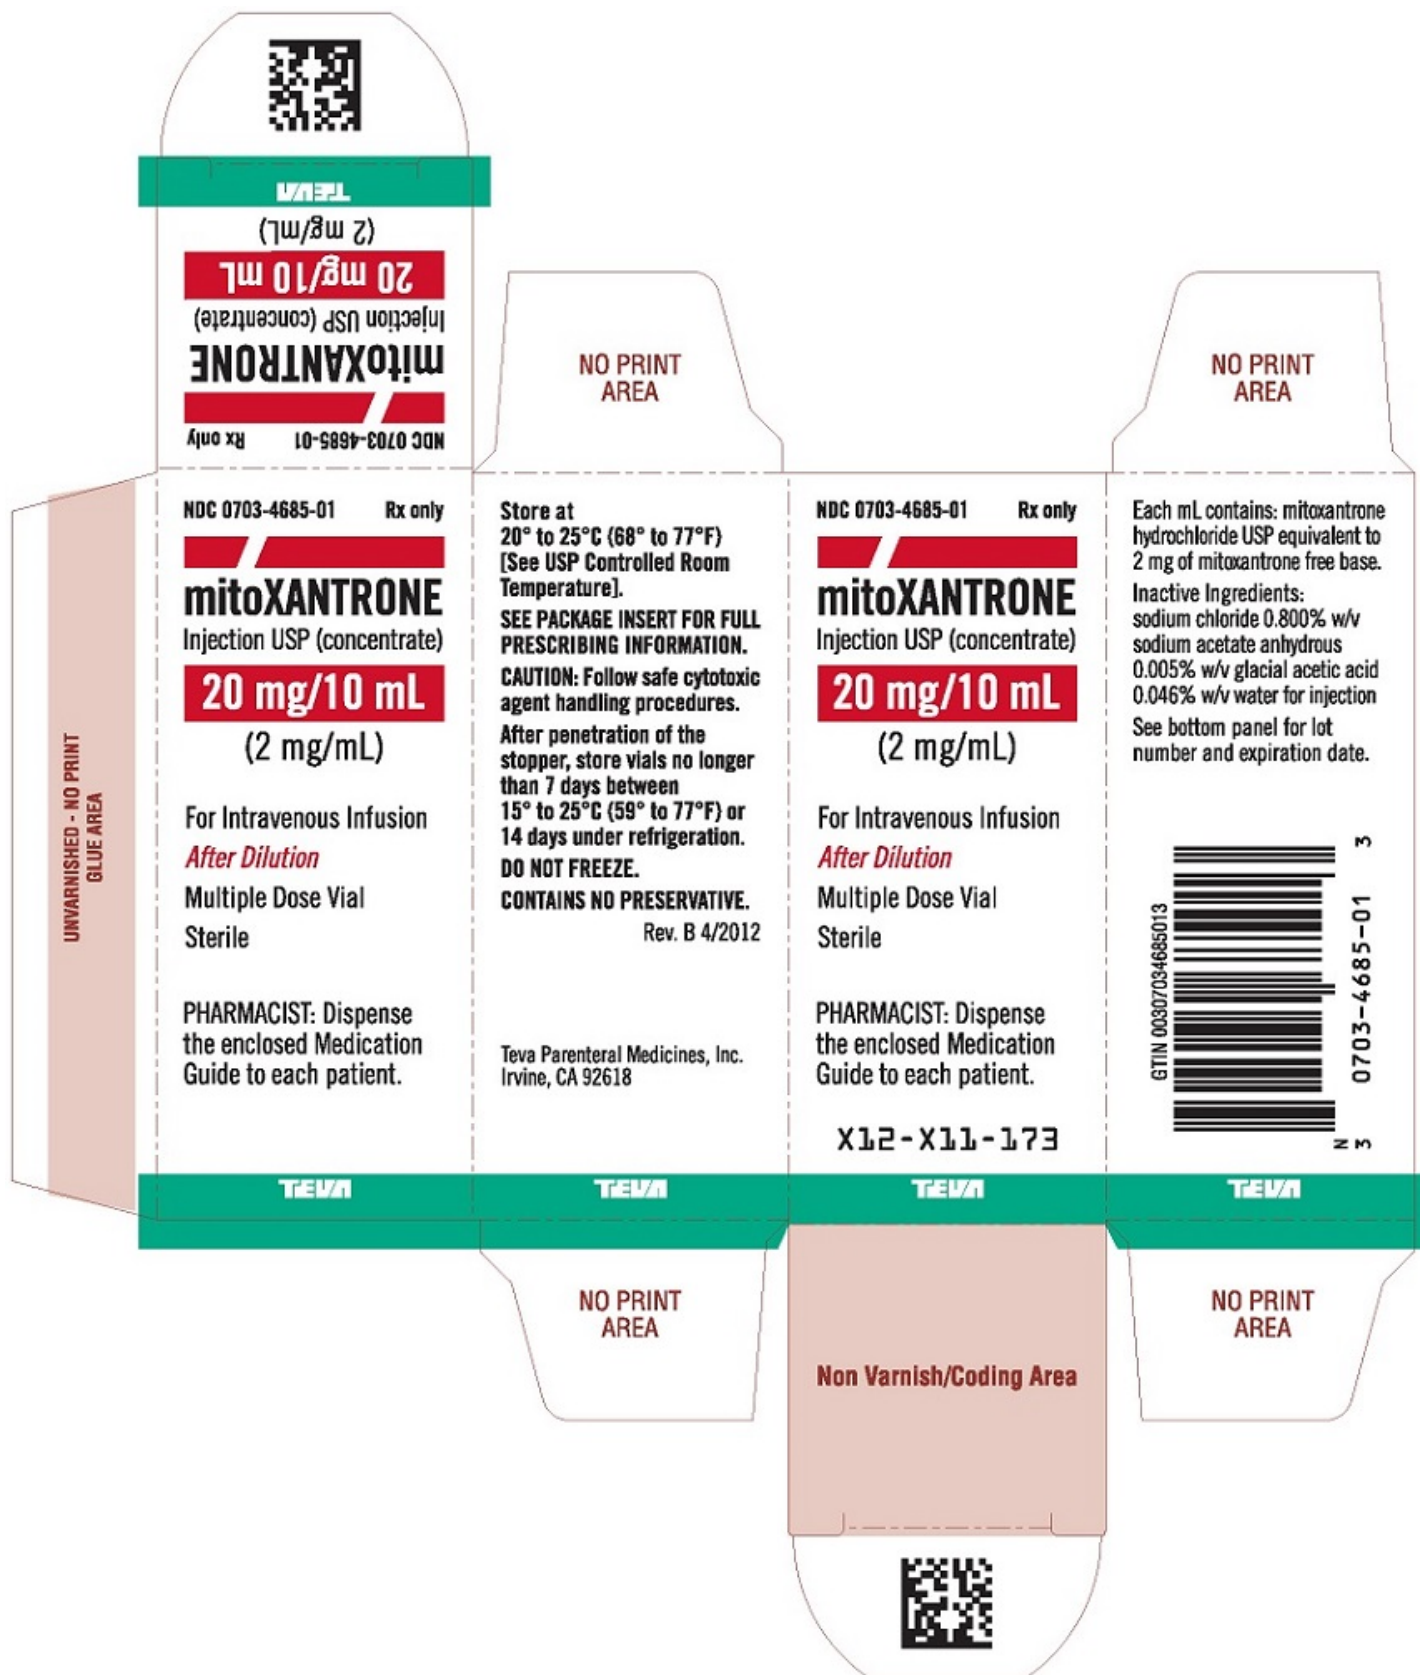 TEVA
(2 mg/mL)
20 mg/10 mL
Injection USP (concentrate)
mitoXANTRONE
NDC 0703-4685-01 Rx only
UNVARNISHED - NO PRINT
GLUE AREA
NDC 0703-4685-01 Rx only
mitoXANTRONE
Injection USP (concentrate)
20 mg/10 mL
(2 mg/mL)
For Intravenous Infusion
After Dilution
Multiple Dose Vial
Sterile
PHARMACIST: Dispense
the enclosed Medication
Guide to each patient.
TEVA
NO PRINT
AREA
Store at
20° to 25°C (68° to 77°F)
[See USP Controlled Room
Temperature].
SEE PACKAGE INSERT FOR FULL
PRESCRIBING INFORMATION.
CAUTION: Follow safe cytotoxic
agent handling procedures.
After penetration of the
stopper, store vials no longer
than 7 days between
15° to 25°C (59° to 77°F) or
14 days under refrigeration.
DO NOT FREEZE.
CONTAINS NO PRESERVATIVE.
Rev. B 4/2012
Teva Parenteral Medicines, Inc.
Irvine, CA 92618
TEVA
NO PRINT
AREA
NDC 0703-4685-01 Rx only
mitoXANTRONE
Injection USP (concentrate)
20 mg/10 mL
(2 mg/mL)
For Intravenous Infusion
After Dilution
Multiple Dose Vial
Sterile
PHARMACIST: Dispense
the enclosed Medication
Guide to each patient.
X12-X11-173
TEVA
Non Varnish/Coding Area
NO PRINT
AREA
Each mL contains: mitoxantrone
hydrochloride USP equivalent to
2 mg of mitoxantrone free base.
Inactive Ingredients:
sodium chloride 0.800% w/v
sodium acetate anhydrous
0.005% w/v glacial acetic acid
0.046% w/v water for injection
See bottom panel for lot
number and expiration date.
GTIN 00307034685013
N
3 0703-4685-01 3
TEVA
NO PRINT
AREA